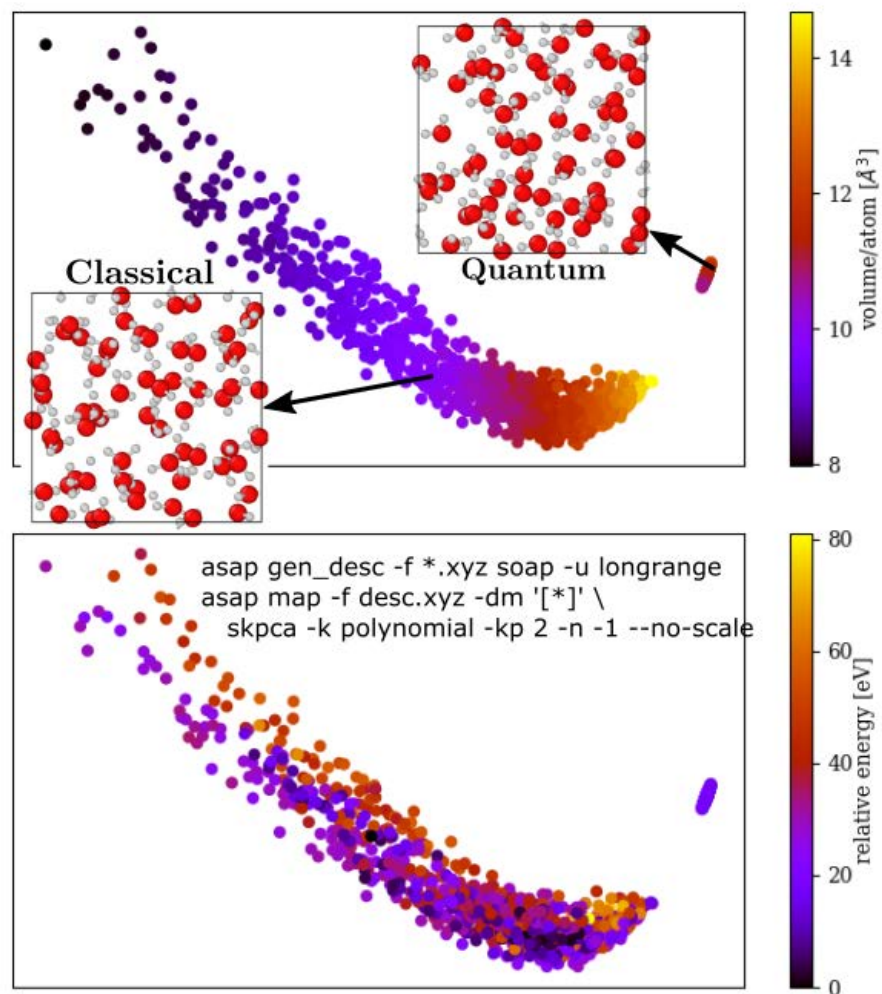 Classical
Quantum
14
12
10
8
volume/atom [Å³]
asap gen_desc -f *.xyz soap -u longrange
asap map -f desc.xyz -dm '[*]' \
skpca -k polynomial -kp 2 -n -1 --no-scale
80
60
40
20
0
relative energy [eV]